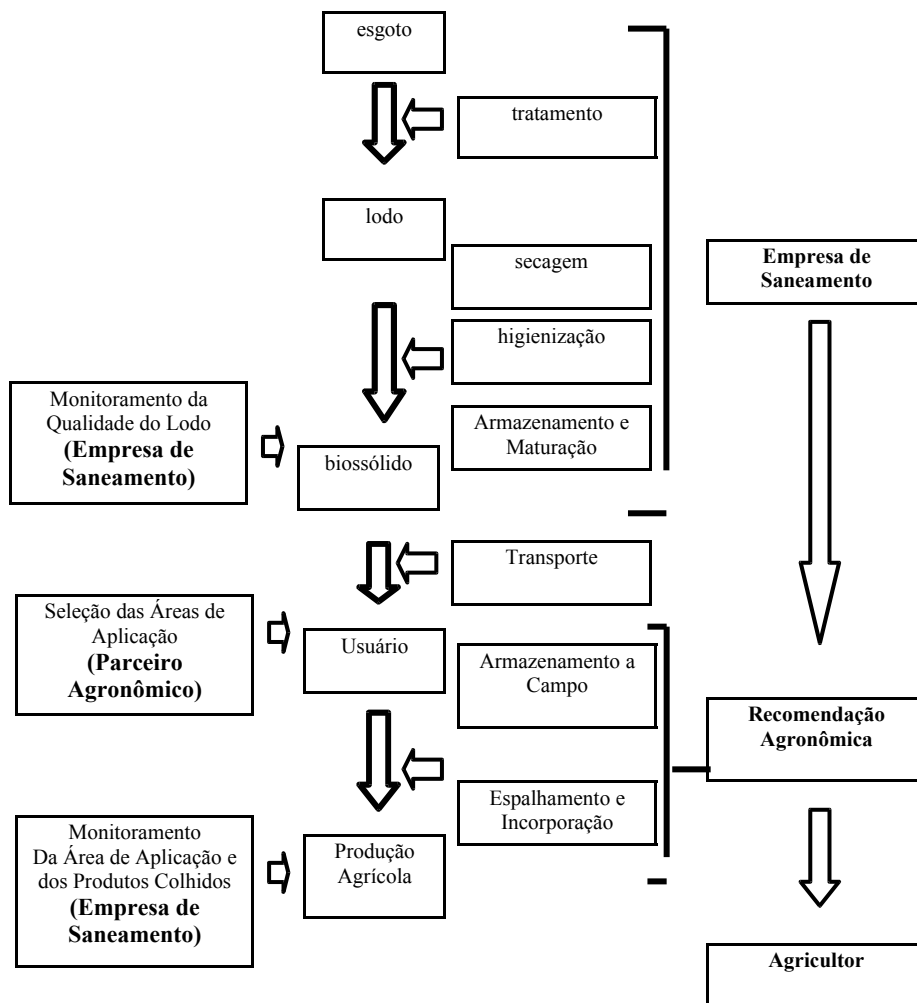 esgoto
tratamento
lodo
secagem
Empresa de
Saneamento
higienização
Monitoramento da
Qualidade do Lodo
(Empresa de
Saneamento)
Armazenamento e
Maturação
biossólido
Transporte
Seleção das Áreas de
Aplicação
(Parceiro
Agronômico)
Usuário
Armazenamento a
Campo
Recomendação
Agronômica
Espalhamento e
Incorporação
Monitoramento
Da Área de Aplicação e
dos Produtos Colhidos
(Empresa de
Saneamento)
Produção
Agrícola
Agricultor